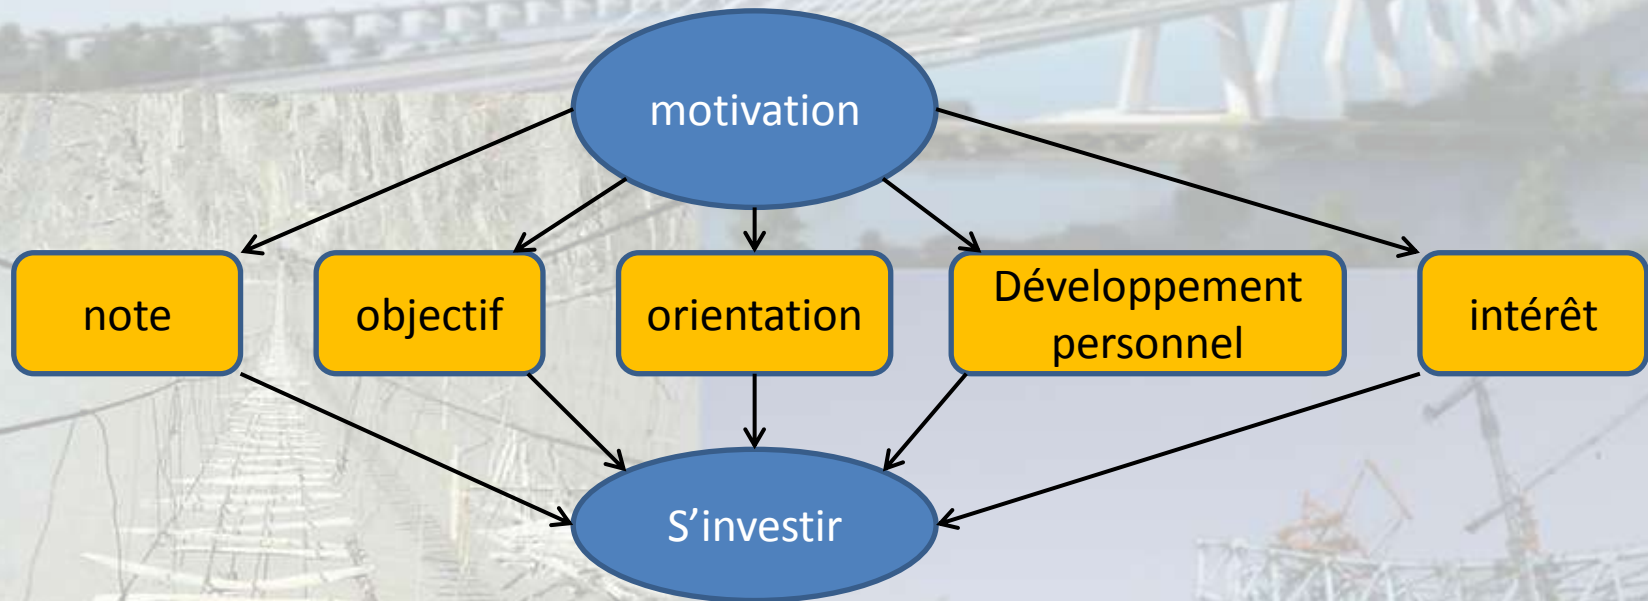 motivation
note
objectif
orientation
Développement
personnel
intérêt
S’investir